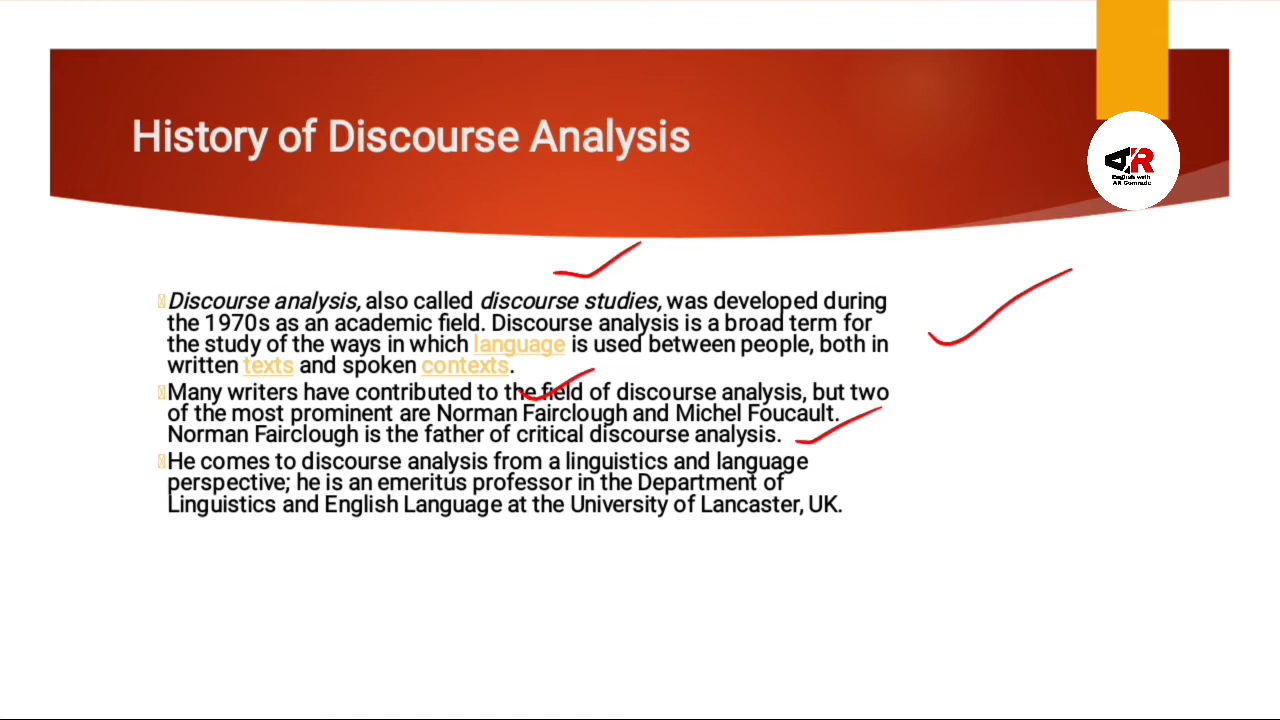 History of Discourse Analysis
AR
English with
AR Comrade
Discourse analysis, also called discourse studies, was developed during
the 1970s as an academic field. Discourse analysis is a broad term for
the study of the ways in which language is used between people, both in
written texts and spoken contexts.
Many writers have contributed to the field of discourse analysis, but two
of the most prominent are Norman Fairclough and Michel Foucault.
Norman Fairclough is the father of critical discourse analysis.
He comes to discourse analysis from a linguistics and language
perspective; he is an emeritus professor in the Department of
Linguistics and English Language at the University of Lancaster, UK.